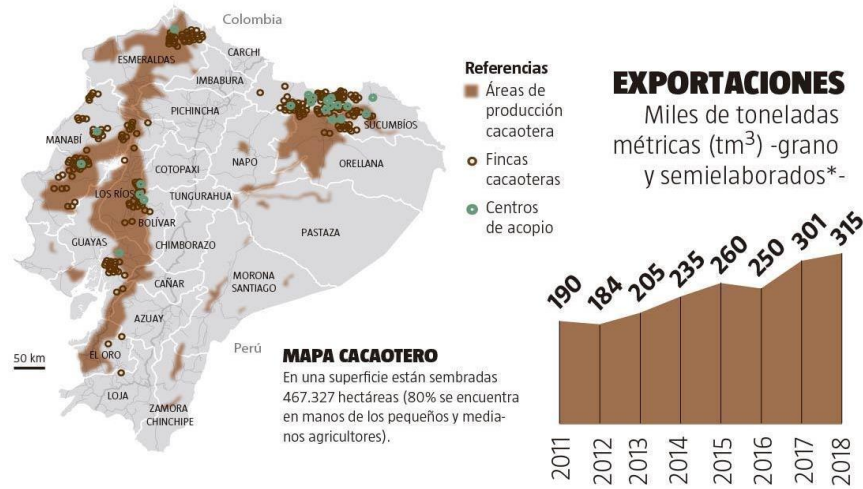 Colombia
CARCHI
ESMERALDAS
IMBABURA
PICHINCHA
SUCUMBÍOS
MANABÍ
NAPO
ORELLANA
COTOPAXI
LOS RÍOS
TUNGURAHUA
BOLÍVAR
PASTAZA
GUAYAS
CHIMBORAZO
MORONA
SANTIAGO
CAÑAR
AZUAY
Perú
50 km
EL ORO
LOJA
ZAMORA
CHINCHIPE
Referencias
Áreas de
producción
cacaotera
Fincas
cacaoteras
Centros
de acopio
MAPA CACAOTERO
En una superficie están sembradas
467.327 hectáreas (80% se encuentra
en manos de los pequeños y media-
nos agricultores).
EXPORTACIONES
Miles de toneladas
métricas (tm³) -grano
y semielaborados*-
190 184 205 235 260 250 301 315
2011 2012 2013 2014 2015 2016 2017 2018